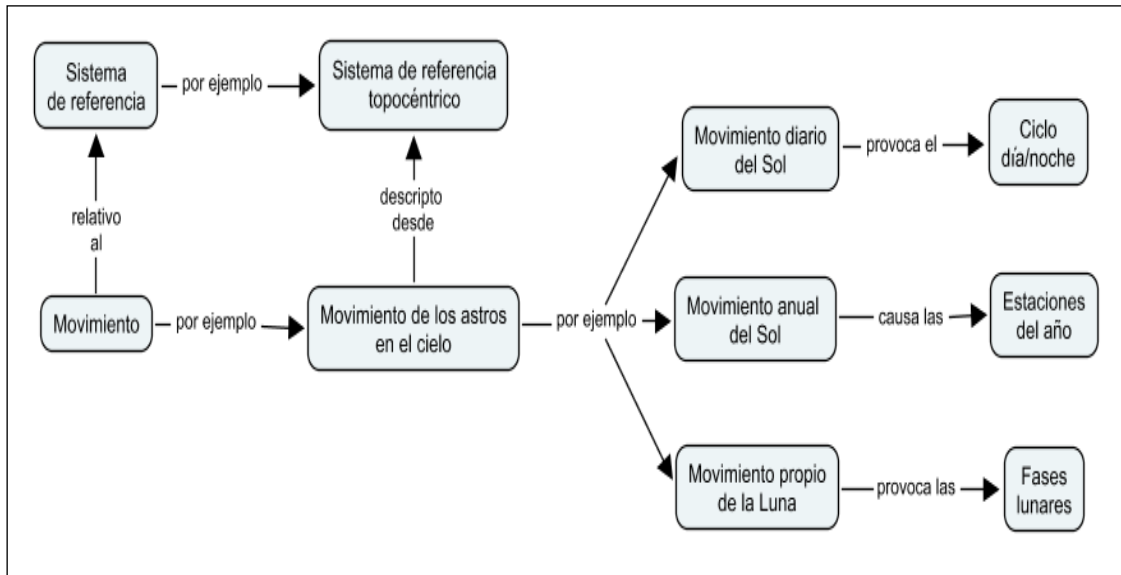 Sistema
de referencia
por ejemplo
Sistema de referencia
topocéntrico
Movimiento diario
del Sol
provoca el
Ciclo
día/noche
relativo
al
descripto
desde
Movimiento
por ejemplo
Movimiento de los astros
en el cielo
por ejemplo
Movimiento anual
del Sol
causa las
Estaciones
del año
Movimiento propio
de la Luna
provoca las
Fases
lunares